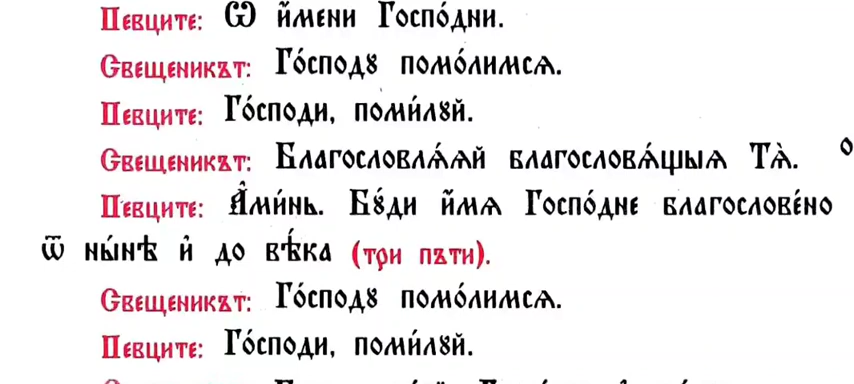 Певците: Ѡ и҆́мени Госпо́дни.
Свещеникът: Го́сподꙋ помо́лимсѧ.
Певците: Го́споди, поми́лꙋй.
Свещеникът: Благословлѧ́ѧй благословѧ́щыѧ Тѧ̀.
Певците: А҆ми́нь. Бꙋ́ди и҆́мѧ Госпо́дне благослове́но
ѿ ны́нѣ и҆ до вѣ́ка (три пъти).
Свещеникът: Го́сподꙋ помо́лимсѧ.
Певците: Го́споди, поми́лꙋй.